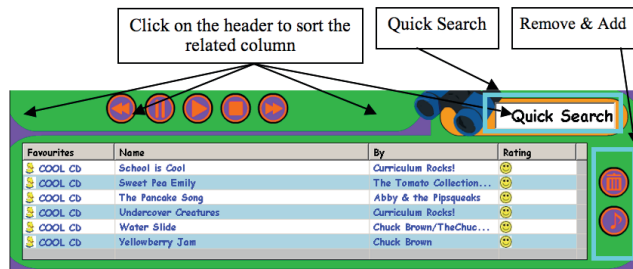 Click on the header to sort the
related column
Quick Search
Remove & Add
Quick Search
Favourites Name By Rating
COOL CD School is Cool Curriculum Rocks!
COOL CD Sweet Pea Emily The Tomato Collection...
COOL CD The Pancake Song Abby & the Pipsqueaks
COOL CD Undercover Creatures Curriculum Rocks!
COOL CD Water Slide Chuck Brown/TheChuc...
COOL CD Yellowberry Jam Chuck Brown